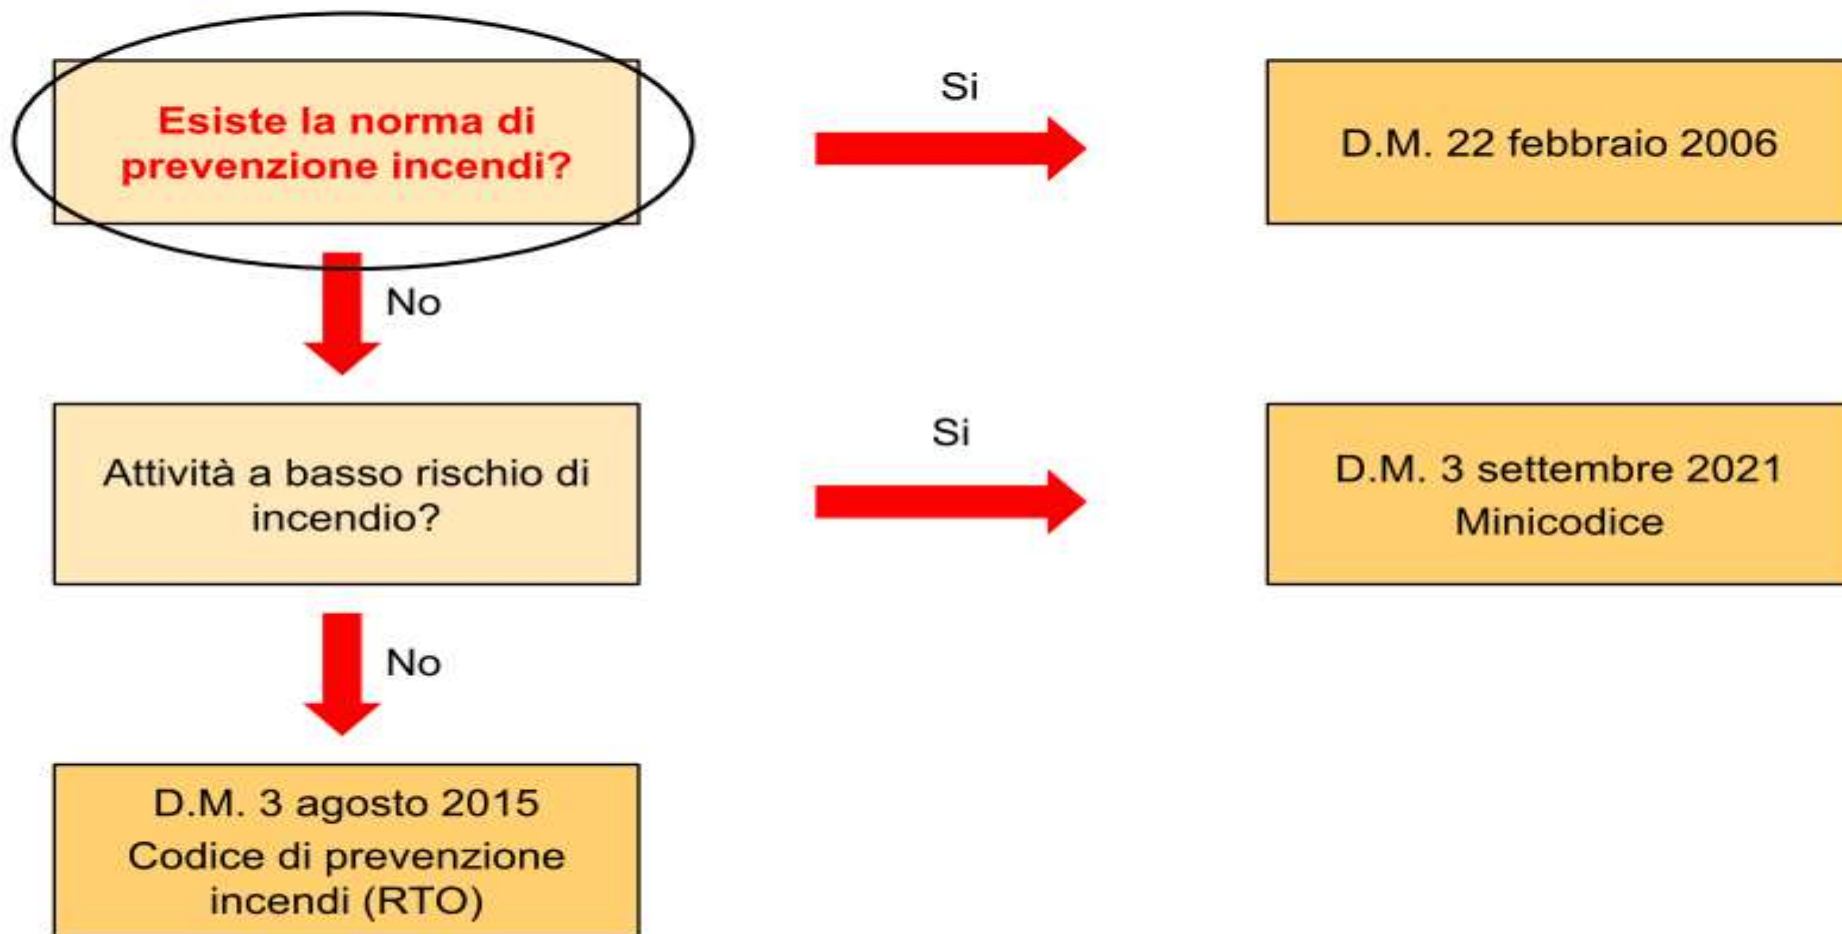 Esiste la norma di
prevenzione incendi?
Si
D.M. 22 febbraio 2006
No
Attività a basso rischio di
incendio?
Si
D.M. 3 settembre 2021
Minicodice
No
D.M. 3 agosto 2015
Codice di prevenzione
incendi (RTO)